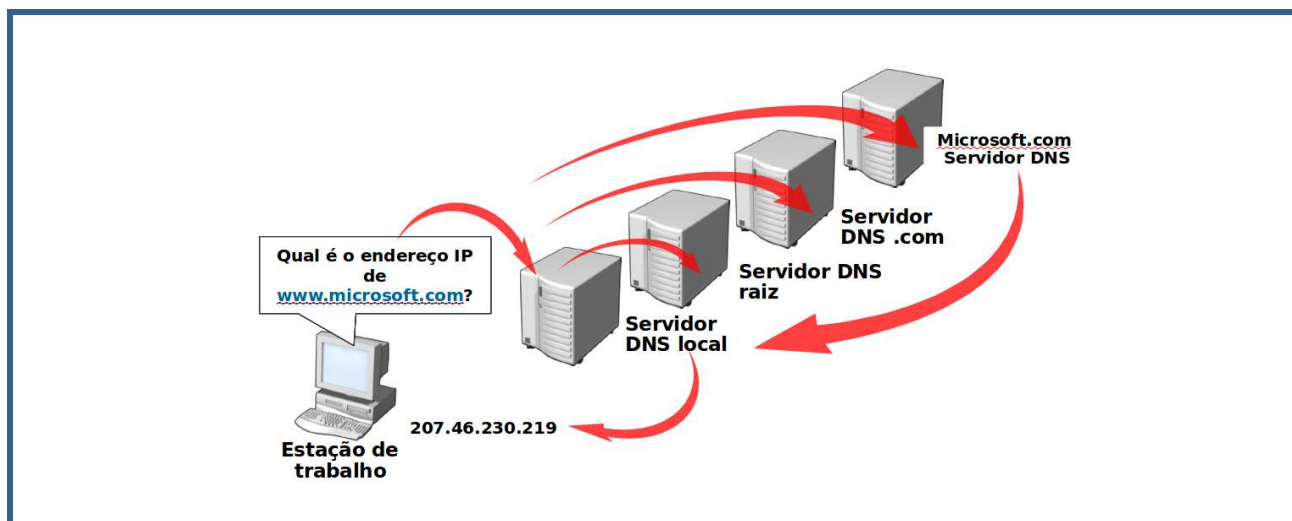 Qual é o endereço IP
de
www.microsoft.com?
Estação de
trabalho
207.46.230.219
Servidor
DNS local
Servidor DNS
raiz
Servidor
DNS .com
Microsoft.com
Servidor DNS